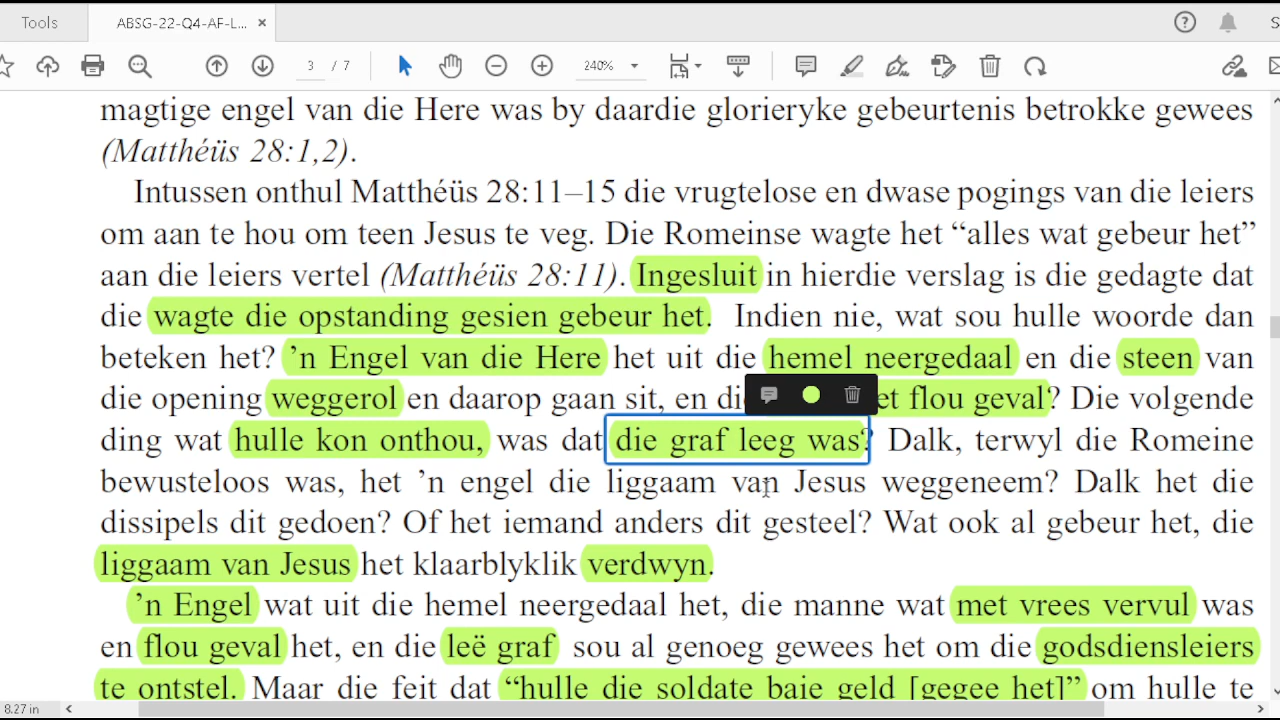 Tools ABSG-22-Q4-AF-L... × S
3 / 7 240%
magtige engel van die Here was by daardie glorieryke gebeurtenis betrokke gewees
(Matthéüs 28:1,2).
Intussen onthul Matthéüs 28:11–15 die vrugtelose en dwase pogings van die leiers
om aan te hou om teen Jesus te veg. Die Romeinse wagte het “alles wat gebeur het”
aan die leiers vertel (Matthéüs 28:11). Ingesluit in hierdie verslag is die gedagte dat
die wagte die opstanding gesien gebeur het. Indien nie, wat sou hulle woorde dan
beteken het? ’n Engel van die Here het uit die hemel neergedaal en die steen van
die opening weggerol en daarop gaan sit, en di et flou geval? Die volgende
ding wat hulle kon onthou, was dat die graf leeg was? Dalk, terwyl die Romeine
bewusteloos was, het ’n engel die liggaam van Jesus weggeneem? Dalk het die
dissipels dit gedoen? Of het iemand anders dit gesteel? Wat ook al gebeur het, die
liggaam van Jesus het klaarblyklik verdwyn.
’n Engel wat uit die hemel neergedaal het, die manne wat met vrees vervul was
en flou geval het, en die leë graf sou al genoeg gewees het om die godsdiensleiers
te ontstel. Maar die feit dat “hulle die soldate baie geld [gegee het]” om hulle te
8.27 in